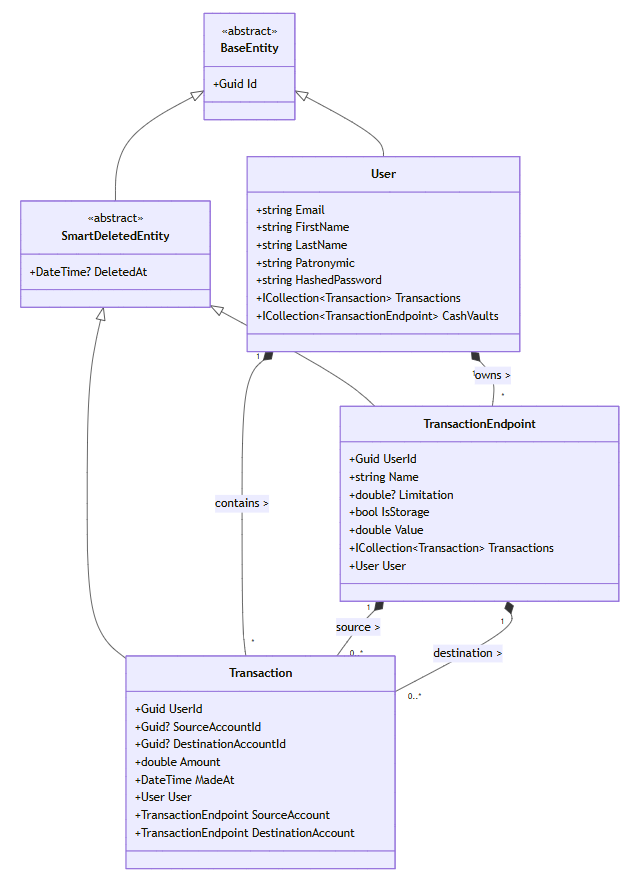 «abstract»
BaseEntity
+Guid Id
User
+string Email
+string FirstName
+string LastName
+string Patronymic
+string HashedPassword
+ICollection<Transaction> Transactions
+ICollection<TransactionEndpoint> CashVaults
«abstract»
SmartDeletedEntity
+DateTime? DeletedAt
1
1
owns >
*
TransactionEndpoint
+Guid UserId
+string Name
+double? Limitation
+bool IsStorage
+double Value
+ICollection<Transaction> Transactions
+User User
contains >
1
1
source >
*
0..*
destination >
0..*
Transaction
+Guid UserId
+Guid? SourceAccountId
+Guid? DestinationAccountId
+double Amount
+DateTime MadeAt
+User User
+TransactionEndpoint SourceAccount
+TransactionEndpoint DestinationAccount